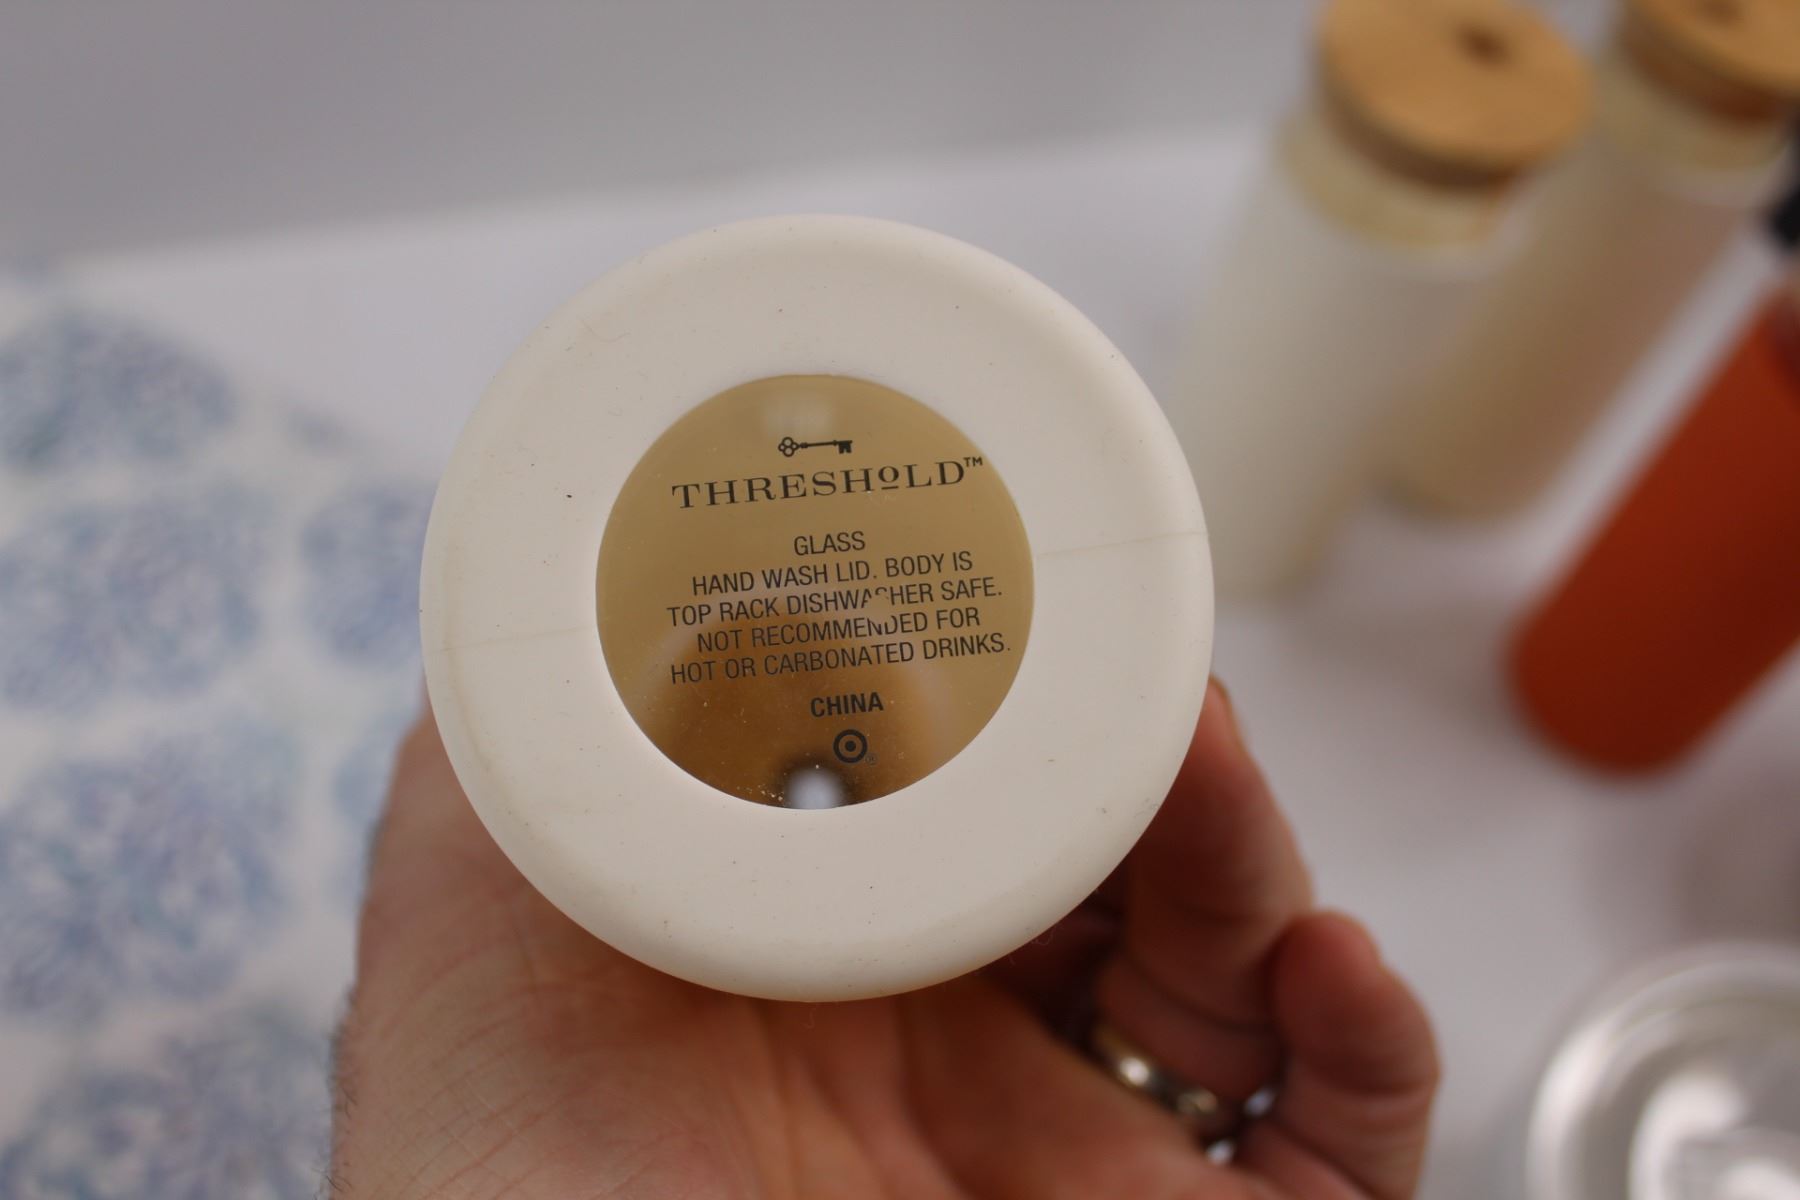 THRESHOLD™
GLASS
HAND WASH LID. BODY IS
TOP RACK DISHWASHER SAFE.
NOT RECOMMENDED FOR
HOT OR CARBONATED DRINKS.
CHINA
®